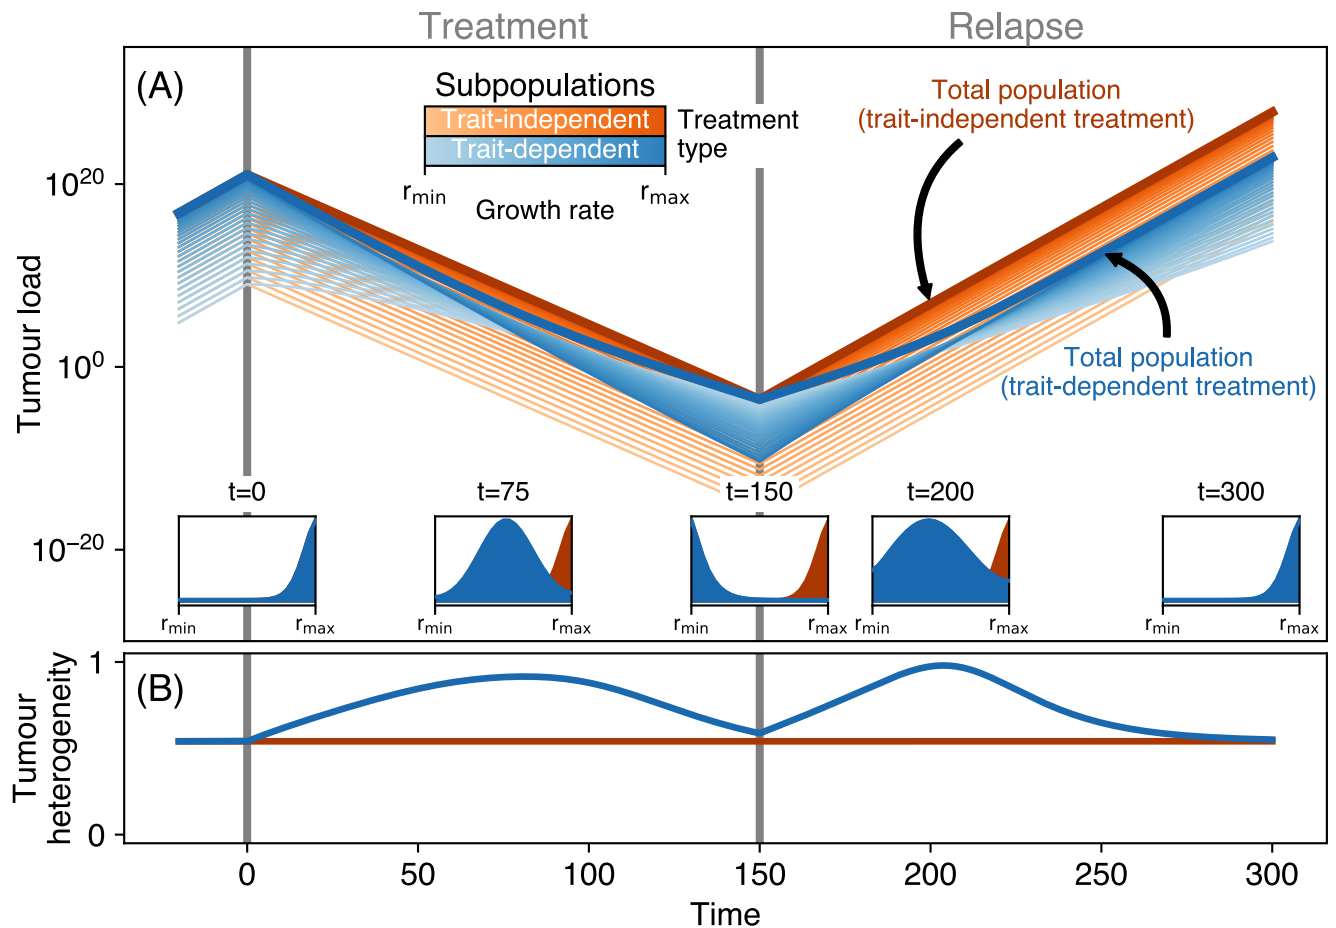 Treatment
Relapse
(A)
Subpopulations
Trait-independent
Trait-dependent
Treatment
type
r_min
r_max
Growth rate
Total population
(trait-independent treatment)
Total population
(trait-dependent treatment)
Tumour load
10^20
10^0
10^−20
t=0
t=75
t=150
t=200
t=300
r_min
r_max
r_min
r_max
r_min
r_max
r_min
r_max
r_min
r_max
(B)
Tumour
heterogeneity
1
0
0
50
100
150
200
250
300
Time